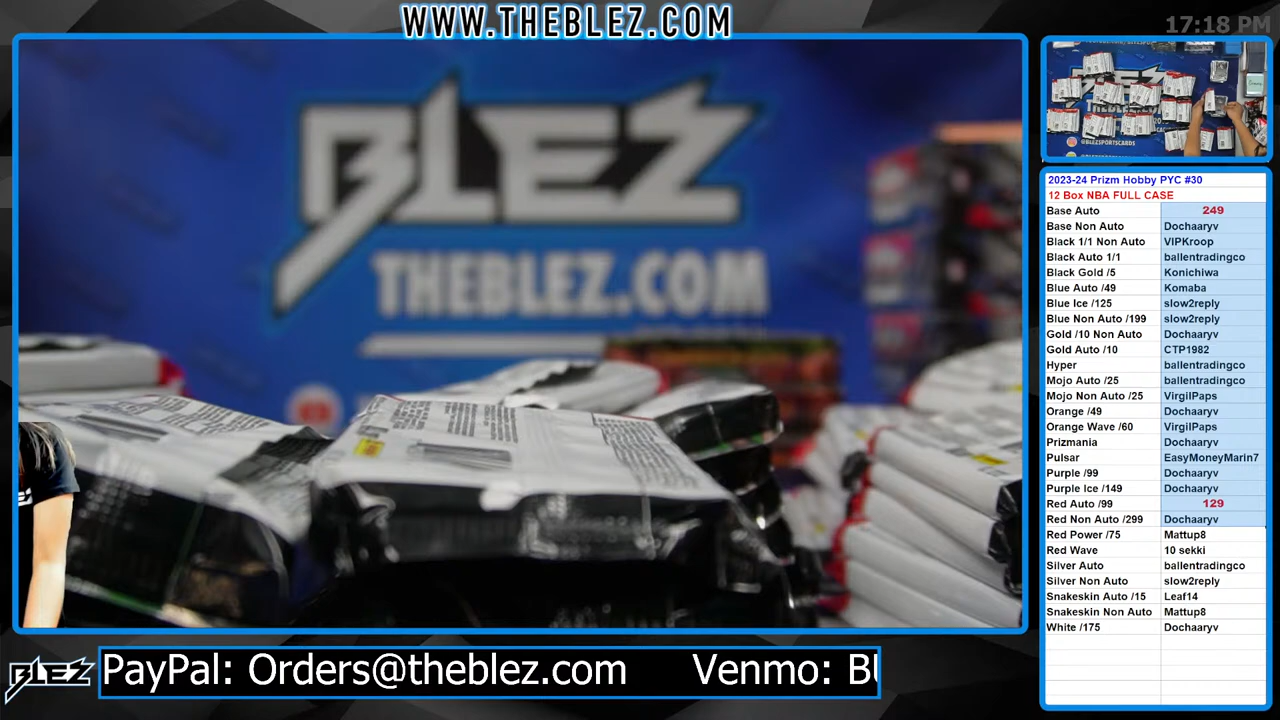 WWW.THEBLEZ.COM
17:18 PM
BLEZ
THEBLEZ.COM
@BLEZSPORTSCARDS
2023-24 Prizm Hobby PYC #30
12 Box NBA FULL CASE
Base Auto 249
Base Non Auto Dochaaryv
Black 1/1 Non Auto VIPKroop
Black Auto 1/1 ballentradingco
Black Gold /5 Konichiwa
Blue Auto /49 Komaba
Blue Ice /125 slow2reply
Blue Non Auto /199 slow2reply
Gold /10 Non Auto Dochaaryv
Gold Auto /10 CTP1982
Hyper ballentradingco
Mojo Auto /25 ballentradingco
Mojo Non Auto /25 VirgilPaps
Orange /49 Dochaaryv
Orange Wave /60 VirgilPaps
Prizmania Dochaaryv
Pulsar EasyMoneyMarin7
Purple /99 Dochaaryv
Purple Ice /149 Dochaaryv
Red Auto /99 129
Red Non Auto /299 Dochaaryv
Red Power /75 Mattup8
Red Wave 10 sekki
Silver Auto ballentradingco
Silver Non Auto slow2reply
Snakeskin Auto /15 Leaf14
Snakeskin Non Auto Mattup8
White /175 Dochaaryv
BLEZ
PayPal: Orders@theblez.com Venmo: